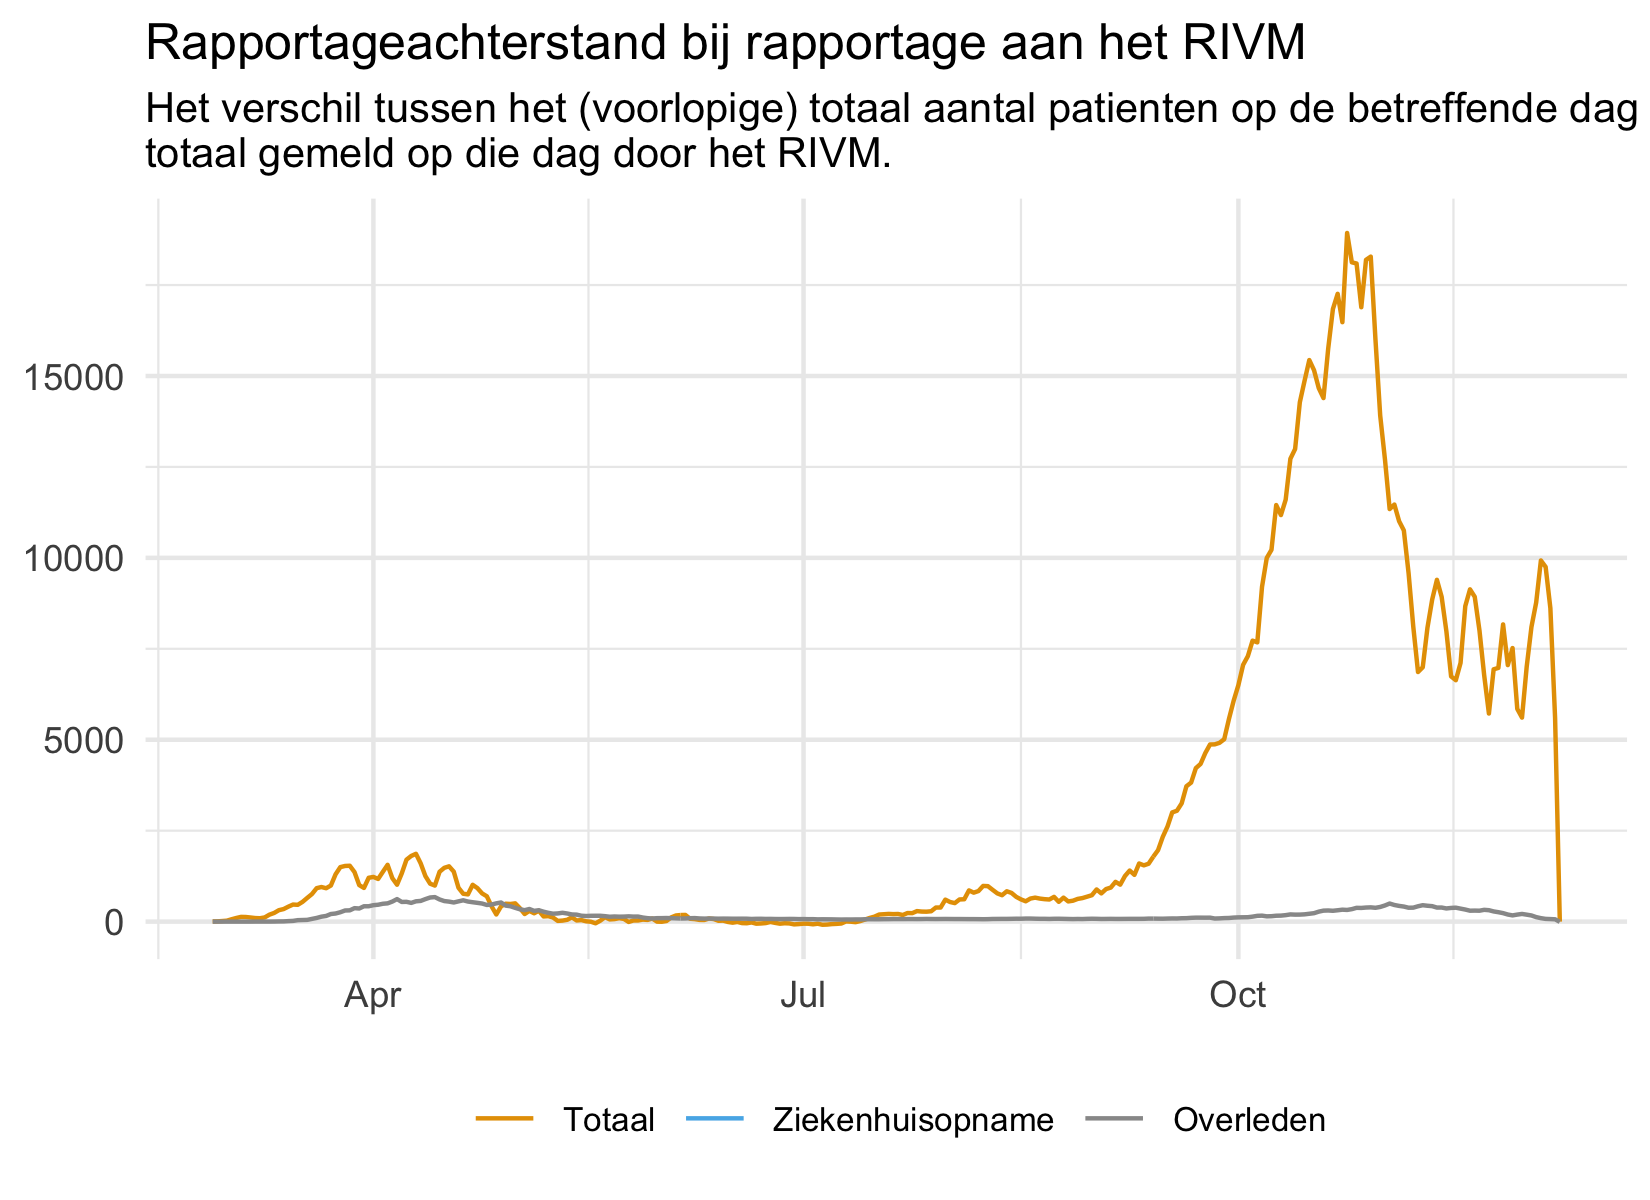 Rapportageachterstand bij rapportage aan het RIVM
Het verschil tussen het (voorlopige) totaal aantal patienten op de betreffende dag
totaal gemeld op die dag door het RIVM.
15000
10000
5000
0
Apr Jul Oct
Totaal Ziekenhuisopname Overleden